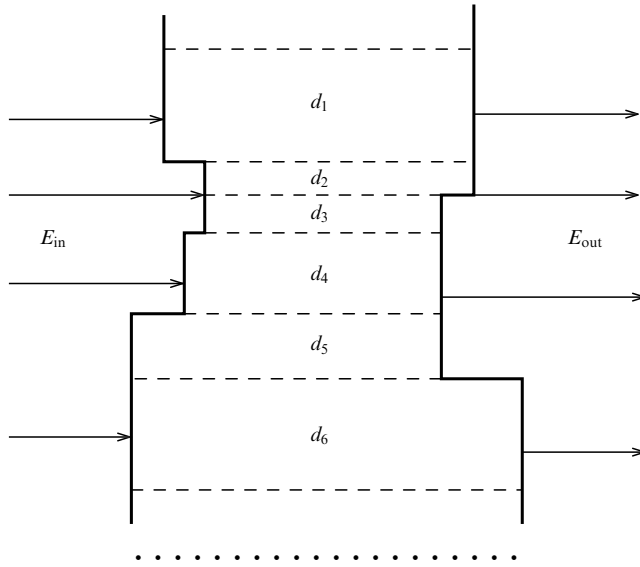 d₁
d₂
d₃
E_in E_out
d₄
d₅
d₆